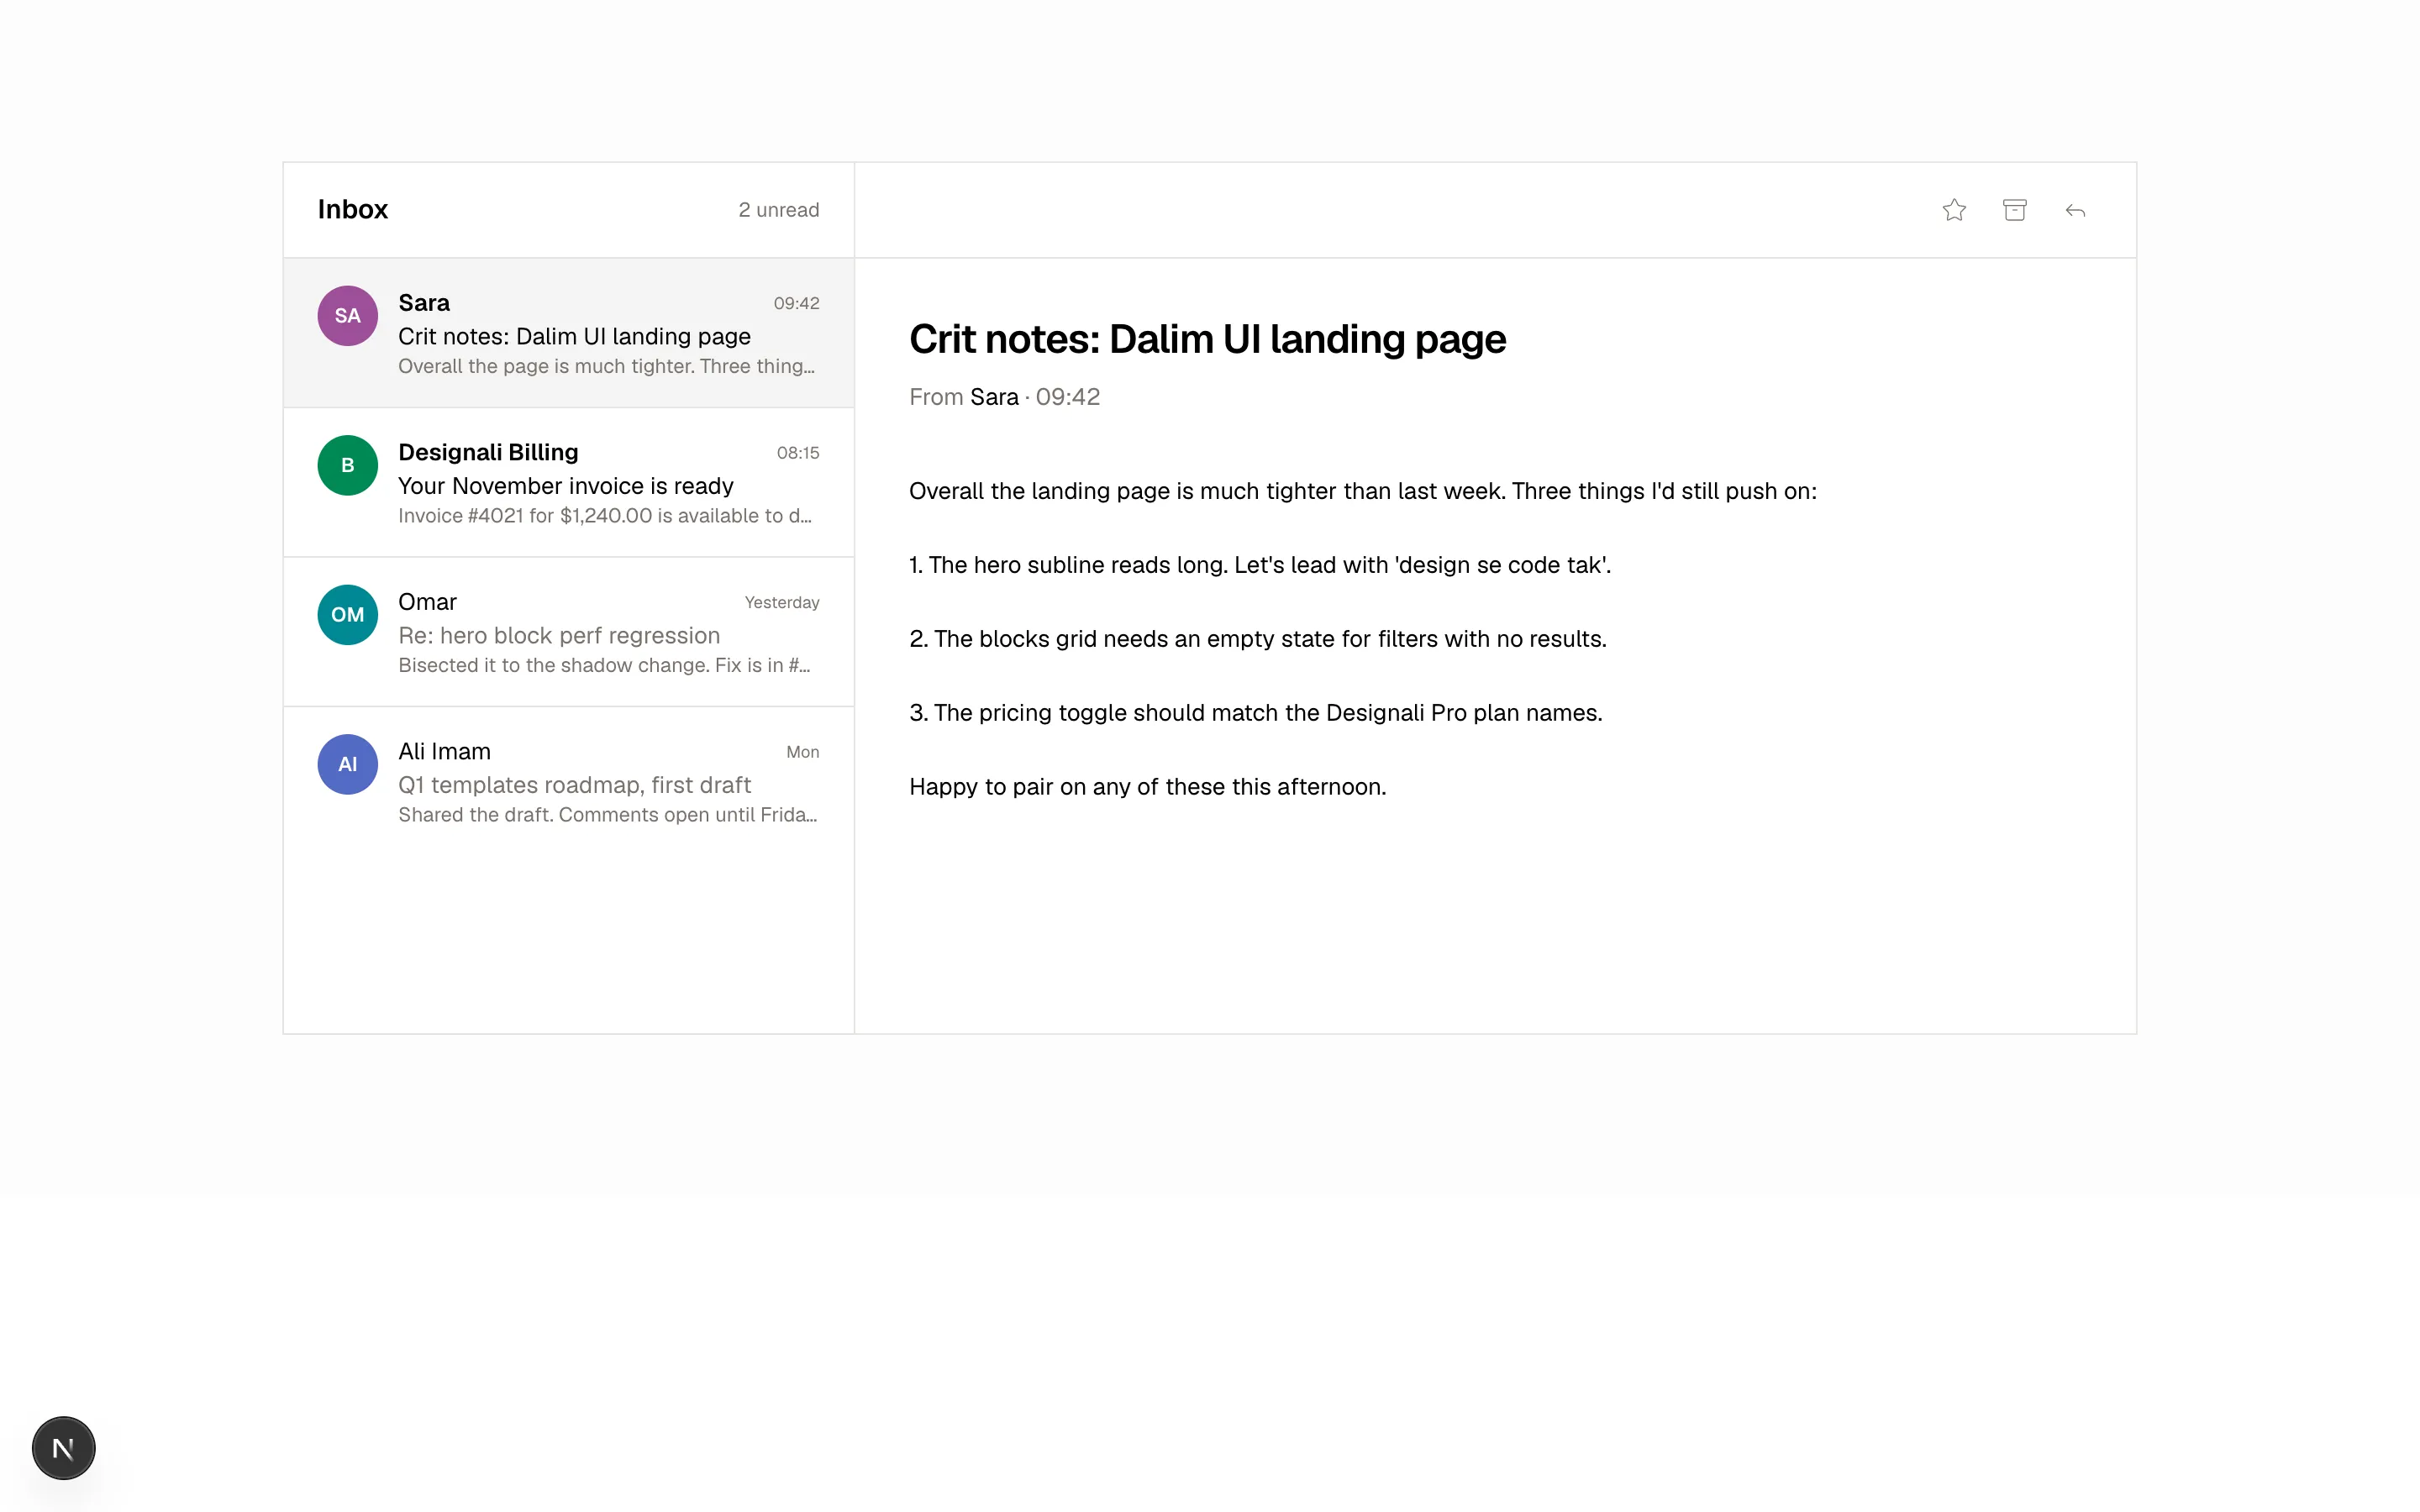 Inbox
2 unread
SA
Sara
09:42
Crit notes: Dalim UI landing page
Overall the page is much tighter. Three thing...
B
Designali Billing
08:15
Your November invoice is ready
Invoice #4021 for $1,240.00 is available to d...
OM
Omar
Yesterday
Re: hero block perf regression
Bisected it to the shadow change. Fix is in #...
AI
Ali Imam
Mon
Q1 templates roadmap, first draft
Shared the draft. Comments open until Frida...
Crit notes: Dalim UI landing page
From Sara · 09:42
Overall the landing page is much tighter than last week. Three things I'd still push on:
1. The hero subline reads long. Let's lead with 'design se code tak'.
2. The blocks grid needs an empty state for filters with no results.
3. The pricing toggle should match the Designali Pro plan names.
Happy to pair on any of these this afternoon.
N